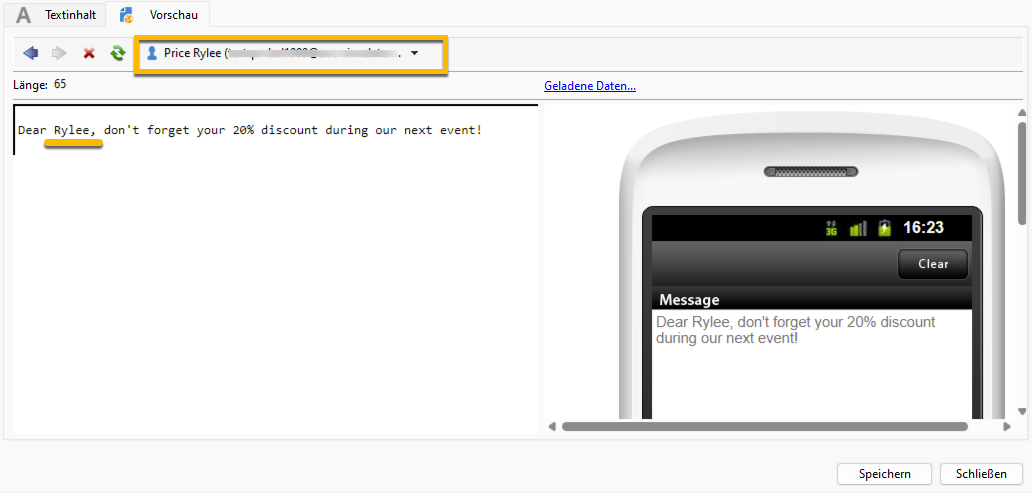 A Textinhalt Vorschau
Price Rylee (
Länge: 65 Geladene Daten...
Dear Rylee, don't forget your 20% discount during our next event!
3G 16:23
Clear
Message
Dear Rylee, don't forget your 20% discount
during our next event!
Speichern Schließen